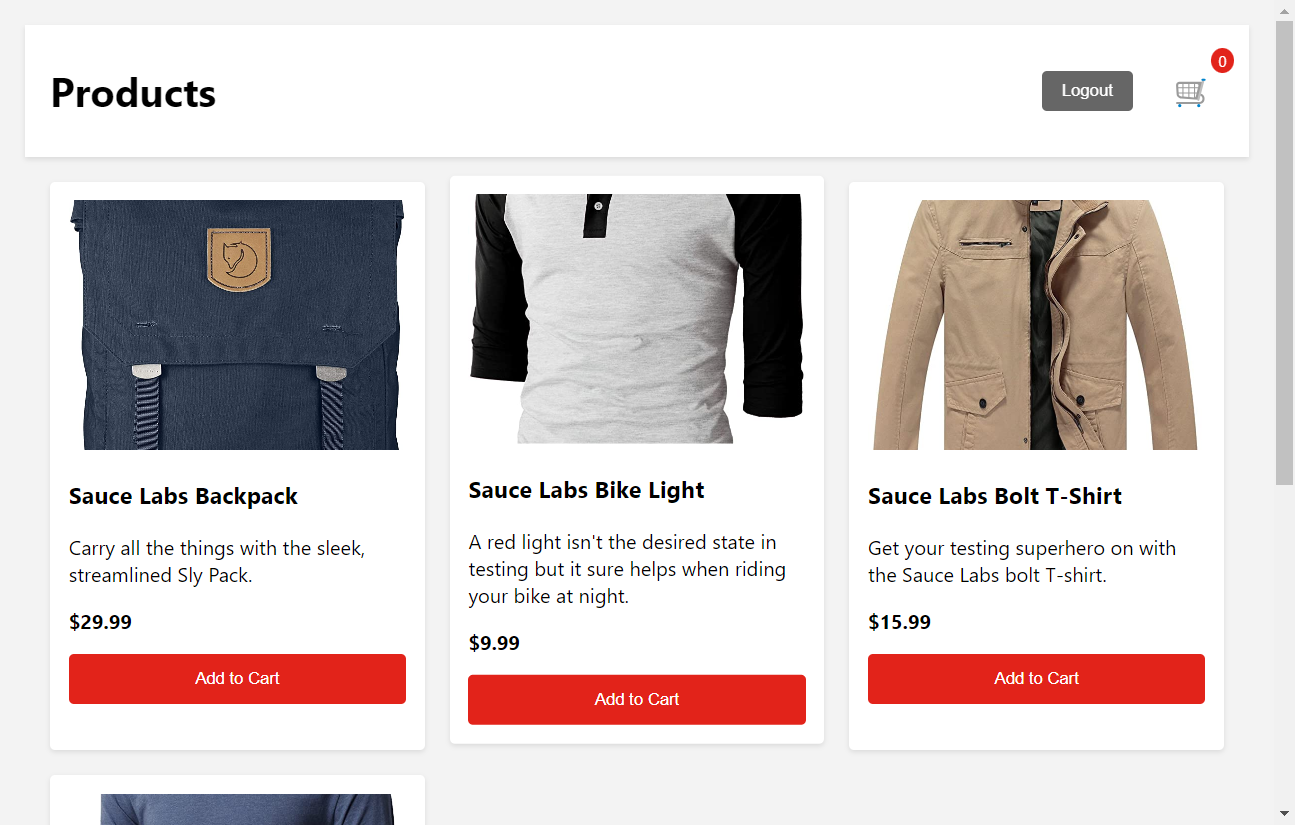 Products
Logout
0
Sauce Labs Backpack
Carry all the things with the sleek,
streamlined Sly Pack.
$29.99
Add to Cart
Sauce Labs Bike Light
A red light isn't the desired state in
testing but it sure helps when riding
your bike at night.
$9.99
Add to Cart
Sauce Labs Bolt T-Shirt
Get your testing superhero on with
the Sauce Labs bolt T-shirt.
$15.99
Add to Cart